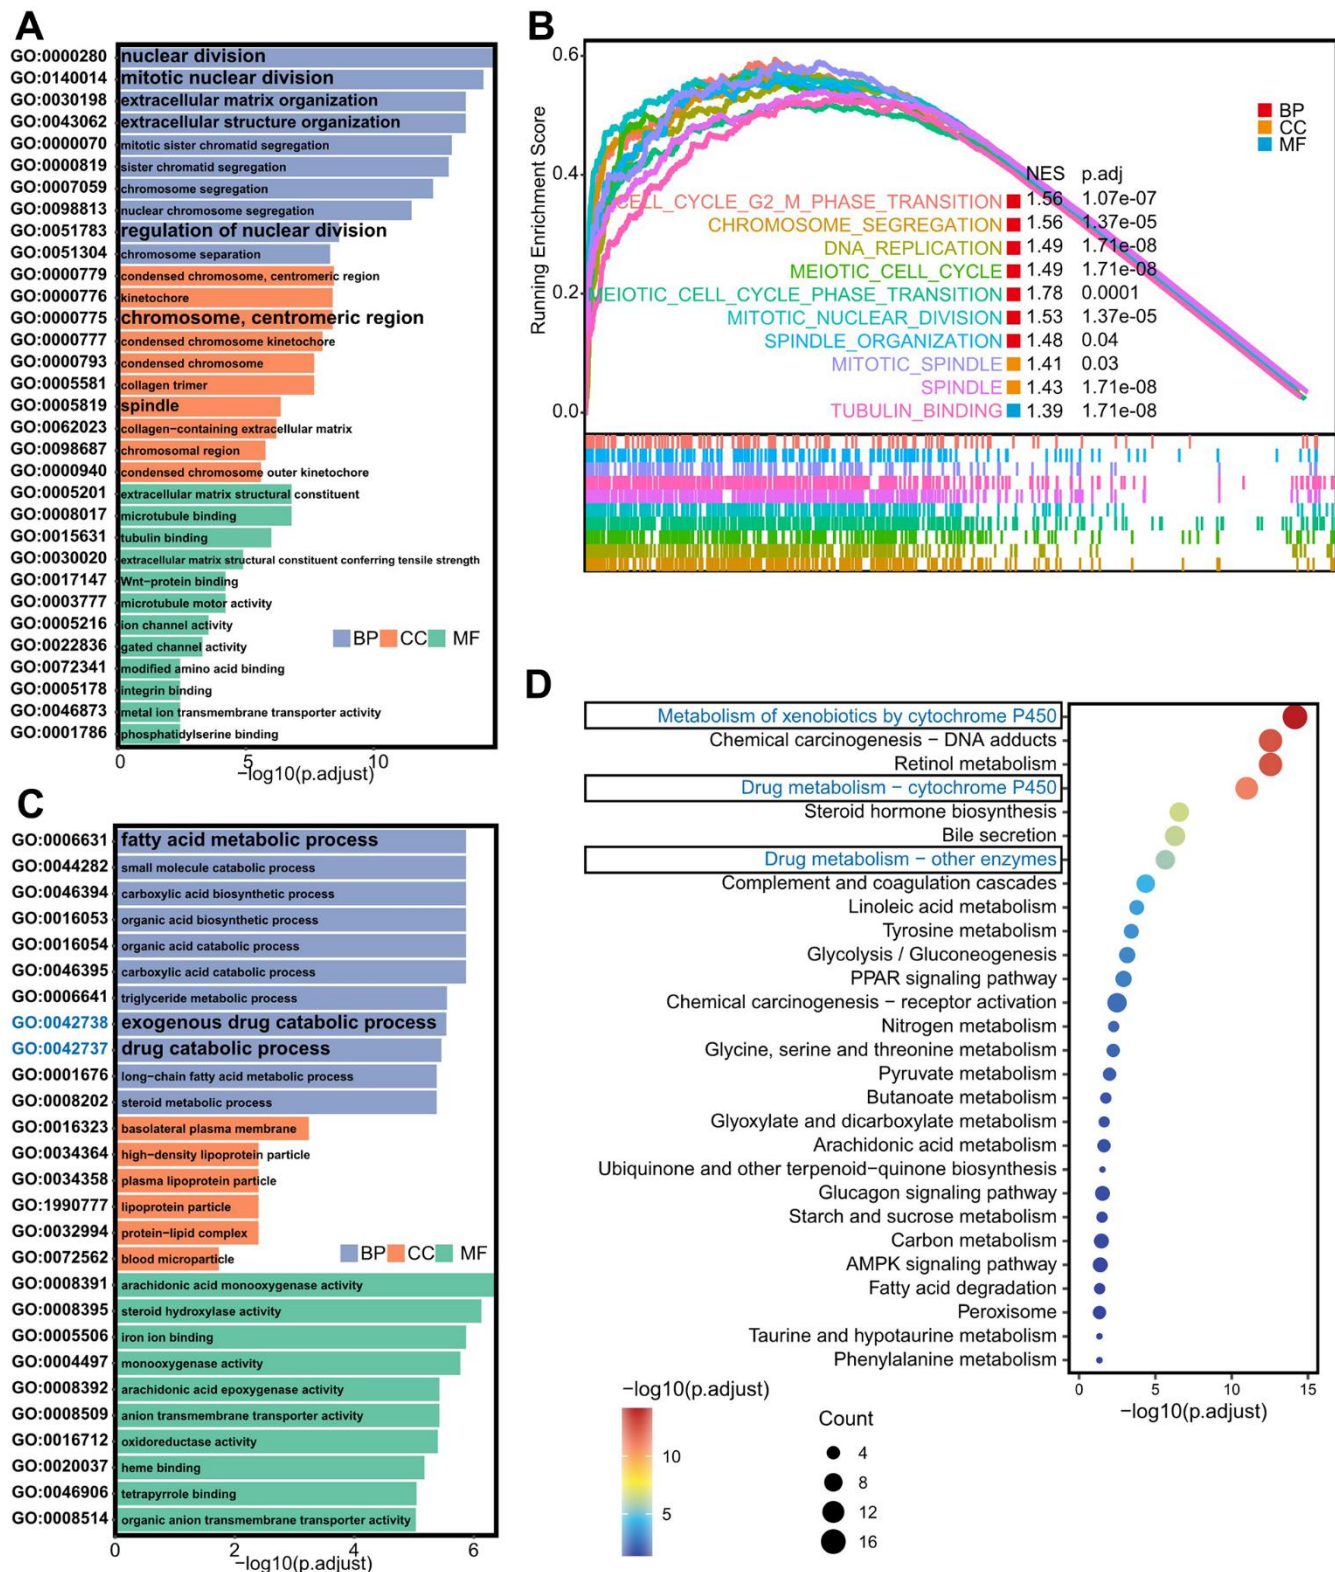 A
GO:0000280 nuclear division
GO:0140014 mitotic nuclear division
GO:0030198 extracellular matrix organization
GO:0043062 extracellular structure organization
GO:0000070 mitotic sister chromatid segregation
GO:0000819 sister chromatid segregation
GO:0007059 chromosome segregation
GO:0098813 nuclear chromosome segregation
GO:0051783 regulation of nuclear division
GO:0051304 chromosome separation
GO:0000779 condensed chromosome, centromeric region
GO:0000776 kinetochore
GO:0000775 chromosome, centromeric region
GO:0000777 condensed chromosome kinetochore
GO:0000793 condensed chromosome
GO:0005581 collagen trimer
GO:0005819 spindle
GO:0062023 collagen−containing extracellular matrix
GO:0098687 chromosomal region
GO:0000940 condensed chromosome outer kinetochore
GO:0005201 extracellular matrix structural constituent
GO:0008017 microtubule binding
GO:0015631 tubulin binding
GO:0030020 extracellular matrix structural constituent conferring tensile strength
GO:0017147 Wnt−protein binding
GO:0003777 microtubule motor activity
GO:0005216 ion channel activity
GO:0022836 gated channel activity
GO:0072341 modified amino acid binding
GO:0005178 integrin binding
GO:0046873 metal ion transmembrane transporter activity
GO:0001786 phosphatidylserine binding
BP CC MF
0 5 10
−log10(p.adjust)
B
Running Enrichment Score
0.6
0.4
0.2
0.0
BP
CC
MF
NES p.adj
CELL_CYCLE_G2_M_PHASE_TRANSITION 1.56 1.07e-07
CHROMOSOME_SEGREGATION 1.56 1.37e-05
DNA_REPLICATION 1.49 1.71e-08
MEIOTIC_CELL_CYCLE 1.49 1.71e-08
MEIOTIC_CELL_CYCLE_PHASE_TRANSITION 1.78 0.0001
MITOTIC_NUCLEAR_DIVISION 1.53 1.37e-05
SPINDLE_ORGANIZATION 1.48 0.04
MITOTIC_SPINDLE 1.41 0.03
SPINDLE 1.43 1.71e-08
TUBULIN_BINDING 1.39 1.71e-08
C
GO:0006631 fatty acid metabolic process
GO:0044282 small molecule catabolic process
GO:0046394 carboxylic acid biosynthetic process
GO:0016053 organic acid biosynthetic process
GO:0016054 organic acid catabolic process
GO:0046395 carboxylic acid catabolic process
GO:0006641 triglyceride metabolic process
GO:0042738 exogenous drug catabolic process
GO:0042737 drug catabolic process
GO:0001676 long−chain fatty acid metabolic process
GO:0008202 steroid metabolic process
GO:0016323 basolateral plasma membrane
GO:0034364 high−density lipoprotein particle
GO:0034358 plasma lipoprotein particle
GO:1990777 lipoprotein particle
GO:0032994 protein−lipid complex
GO:0072562 blood microparticle
GO:0008391 arachidonic acid monooxygenase activity
GO:0008395 steroid hydroxylase activity
GO:0005506 iron ion binding
GO:0004497 monooxygenase activity
GO:0008392 arachidonic acid epoxygenase activity
GO:0008509 anion transmembrane transporter activity
GO:0016712 oxidoreductase activity
GO:0020037 heme binding
GO:0046906 tetrapyrrole binding
GO:0008514 organic anion transmembrane transporter activity
BP CC MF
0 2 4 6
−log10(p.adjust)
D
Metabolism of xenobiotics by cytochrome P450
Chemical carcinogenesis − DNA adducts
Retinol metabolism
Drug metabolism − cytochrome P450
Steroid hormone biosynthesis
Bile secretion
Drug metabolism − other enzymes
Complement and coagulation cascades
Linoleic acid metabolism
Tyrosine metabolism
Glycolysis / Gluconeogenesis
PPAR signaling pathway
Chemical carcinogenesis − receptor activation
Nitrogen metabolism
Glycine, serine and threonine metabolism
Pyruvate metabolism
Butanoate metabolism
Glyoxylate and dicarboxylate metabolism
Arachidonic acid metabolism
Ubiquinone and other terpenoid−quinone biosynthesis
Glucagon signaling pathway
Starch and sucrose metabolism
Carbon metabolism
AMPK signaling pathway
Fatty acid degradation
Peroxisome
Taurine and hypotaurine metabolism
Phenylalanine metabolism
0 5 10 15
−log10(p.adjust)
−log10(p.adjust)
10
5
Count
4
8
12
16